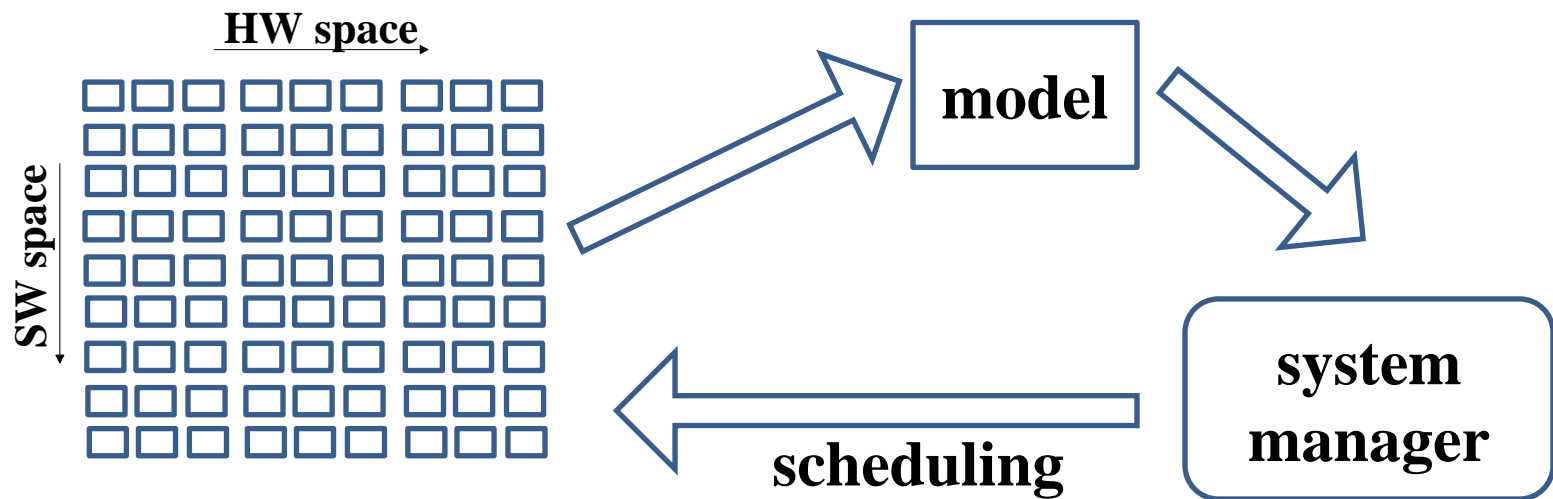 HW space
SW space
model
system
manager
scheduling